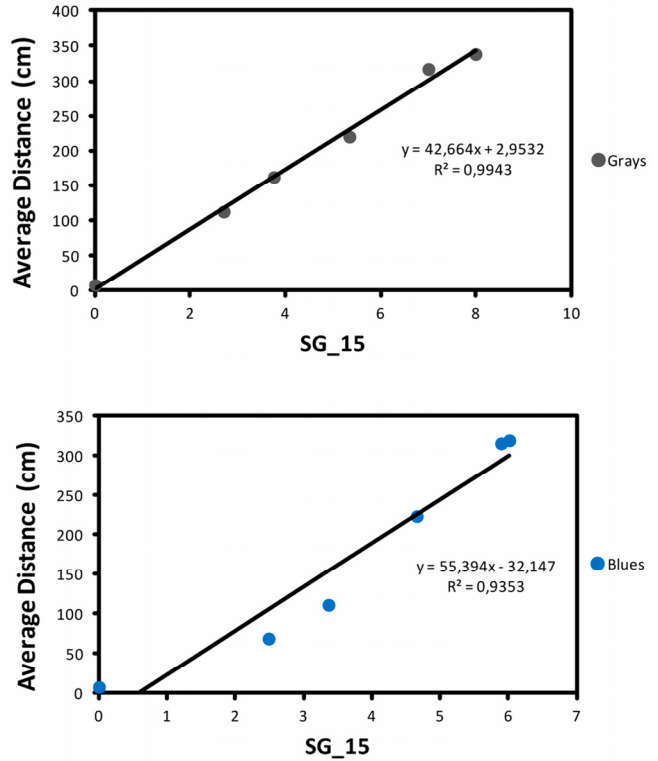 400
350
300
250
200
150
100
50
0
Average Distance (cm)
y = 42,664x + 2,9532
R² = 0,9943
Grays
0 2 4 6 8 10
SG_15
350
300
250
200
150
100
50
0
Average Distance (cm)
y = 55,394x - 32,147
R² = 0,9353
Blues
0 1 2 3 4 5 6 7
SG_15